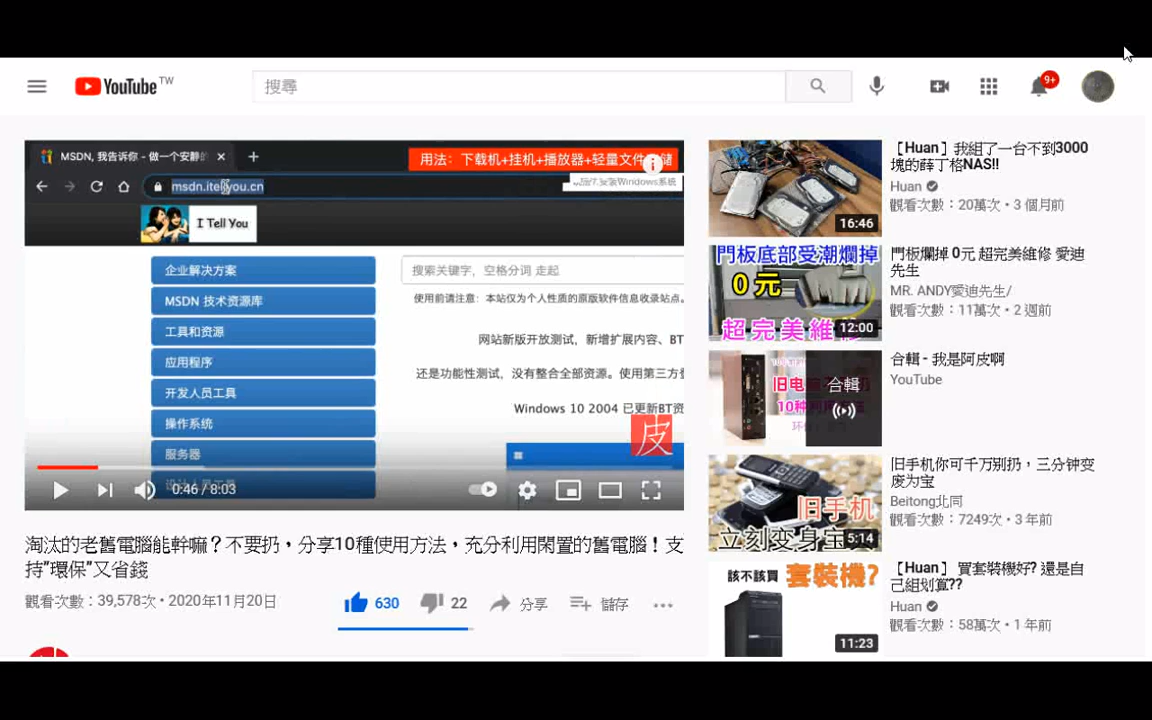 YouTube TW
搜尋
9+
MSDN, 我告诉你 - 做一个安静
用法：下载机+挂机+播放器+轻量文件存储
msdn.itellyou.cn
I Tell You
企业解决方案
MSDN 技术资源库
工具和资源
应用程序
开发人员工具
操作系统
服务器
搜索关键字，空格分词 走起
使用前请注意：本站仅为个人性质的原版软件信息收录站点。
网站新版开放测试，新增扩展内容、BT
还是功能性测试，没有整合全部资源。使用第三方登
Windows 10 2004 已更新BT资
皮
0:46 / 8:03
淘汰的老舊電腦能幹嘛？不要扔，分享10種使用方法，充分利用閑置的舊電腦！支
持”環保”又省錢
觀看次數：39,578次 • 2020年11月20日
630
22
分享
儲存
16:46
【Huan】我組了一台不到3000
塊的薛丁格NAS!!
Huan
觀看次數：20萬次 • 3 個月前
門板底部受潮爛掉
0元
超完美維修
12:00
門板爛掉 0元 超完美維修 愛迪
先生
MR. ANDY愛迪先生/
觀看次數：11萬次 • 2 週前
旧电脑
10种
合輯
合輯 - 我是阿皮啊
YouTube
旧手机
立刻变身宝
5:14
旧手机你可千万别扔，三分钟变
废为宝
Beitong北同
觀看次數：7249次 • 3 年前
該不該買 套裝機?
11:23
【Huan】 買套裝機好? 還是自
己組划算??
Huan
觀看次數：58萬次 • 1 年前